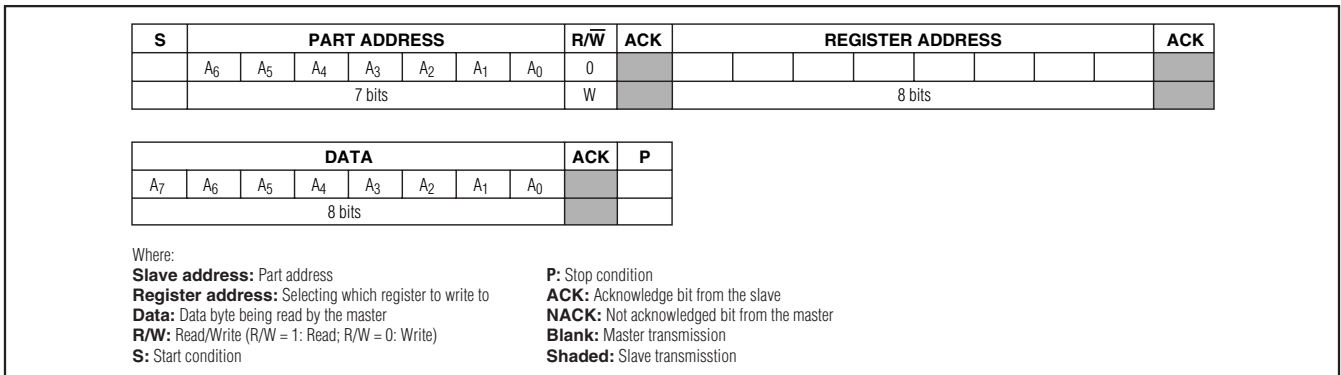 S PART ADDRESS R/W̅ ACK REGISTER ADDRESS ACK
A6 A5 A4 A3 A2 A1 A0 0
7 bits W 8 bits
DATA ACK P
A7 A6 A5 A4 A3 A2 A1 A0
8 bits
Where:
Slave address: Part address
Register address: Selecting which register to write to
Data: Data byte being read by the master
R/W: Read/Write (R/W = 1: Read; R/W = 0: Write)
S: Start condition
P: Stop condition
ACK: Acknowledge bit from the slave
NACK: Not acknowledged bit from the master
Blank: Master transmission
Shaded: Slave transmisstion